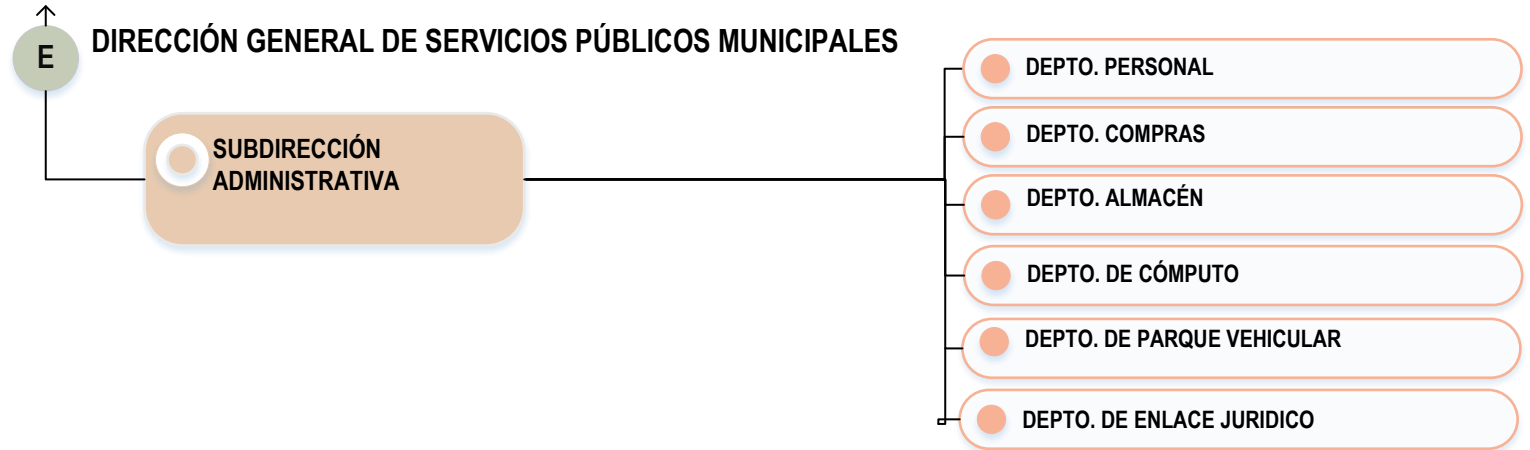 E
DIRECCIÓN GENERAL DE SERVICIOS PÚBLICOS MUNICIPALES
SUBDIRECCIÓN
ADMINISTRATIVA
DEPTO. PERSONAL
DEPTO. COMPRAS
DEPTO. ALMACÉN
DEPTO. DE CÓMPUTO
DEPTO. DE PARQUE VEHICULAR
DEPTO. DE ENLACE JURIDICO